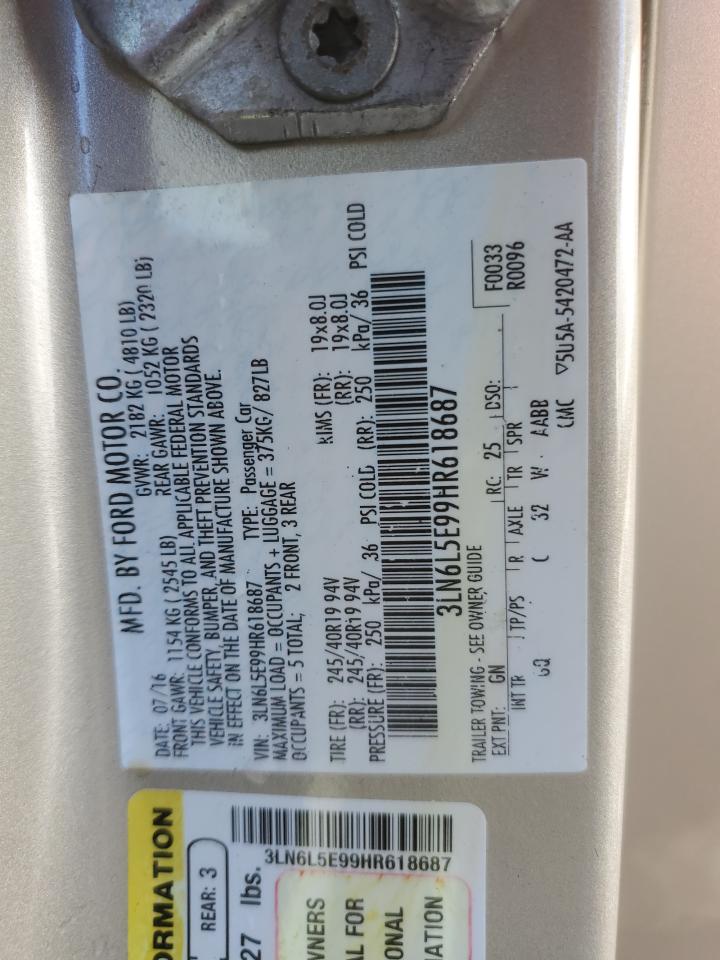 MFD. BY FORD MOTOR CO.
DATE: 07/16 GVWR: 2182 KG ( 4810 LB)
FRONT GAWR: 1154 KG ( 2545 LB) REAR GAWR: 1052 KG ( 2320 LB)
THIS VEHICLE CONFORMS TO ALL APPLICABLE FEDERAL MOTOR
VEHICLE SAFETY, BUMPER, AND THEFT PREVENTION STANDARDS
IN EFFECT ON THE DATE OF MANUFACTURE SHOWN ABOVE.
VIN: 3LN6L5E99HR618687 TYPE: Passenger Car
MAXIMUM LOAD = OCCUPANTS + LUGGAGE = 375KG/ 827LB
OCCUPANTS = 5 TOTAL; 2 FRONT, 3 REAR
TIRE (FR): 245/40R19 94V RIMS (FR): 19x8.0J
(RR): 245/40R19 94V (RR): 19x8.0J
PRESSURE (FR): 250 kPa/ 36 PSI COLD (RR): 250 kPa/ 36 PSI COLD
3LN6L5E99HR618687
TRAILER TOWING - SEE OWNER GUIDE
EXT PNT: GN RC: 25 DSO: F0033
R0096
INT TR TP/PS R AXLE TR SPR
C 32 W AABB
▽5U5A-5420472-AA
3LN6L5E99HR618687
ORMATION
REAR: 3
27 lbs.
WNERS
AL FOR
ONAL
ATION